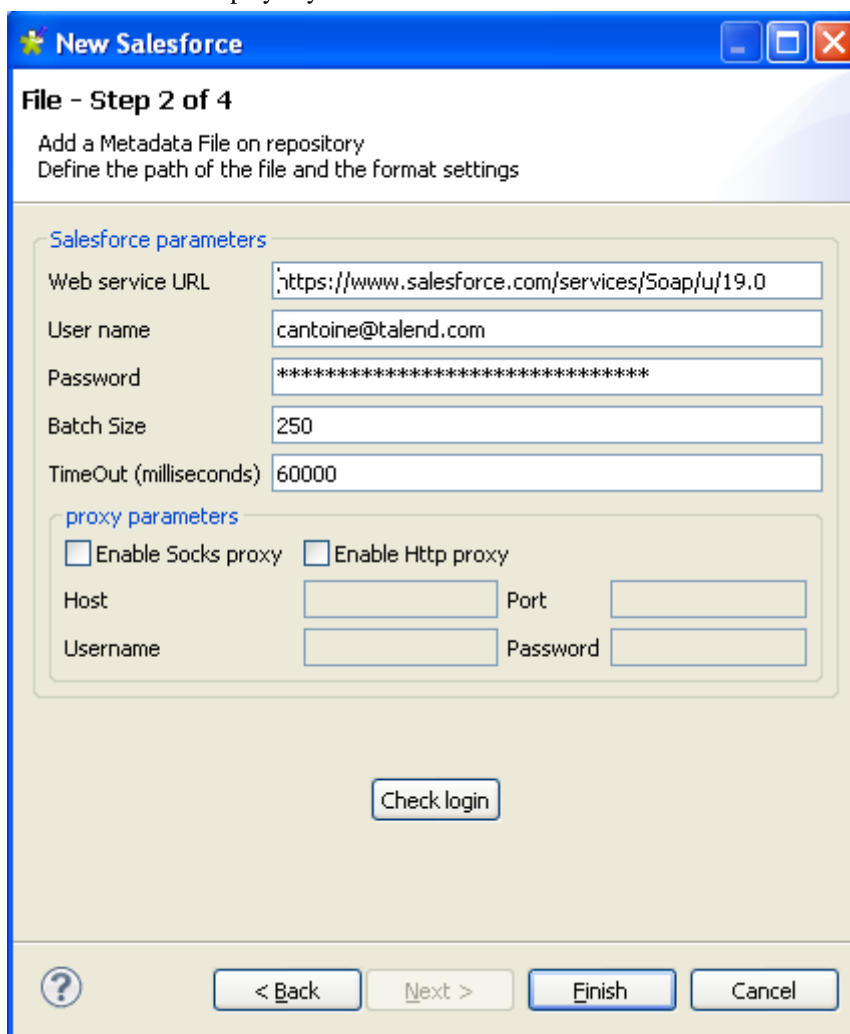 New Salesforce
File - Step 2 of 4
Add a Metadata File on repository
Define the path of the file and the format settings
Salesforce parameters
Web service URL https://www.salesforce.com/services/Soap/u/19.0
User name cantoine@talend.com
Password *******************************
Batch Size 250
TimeOut (milliseconds) 60000
proxy parameters
Enable Socks proxy Enable Http proxy
Host Port
Username Password
Check login
? < Back Next > Finish Cancel